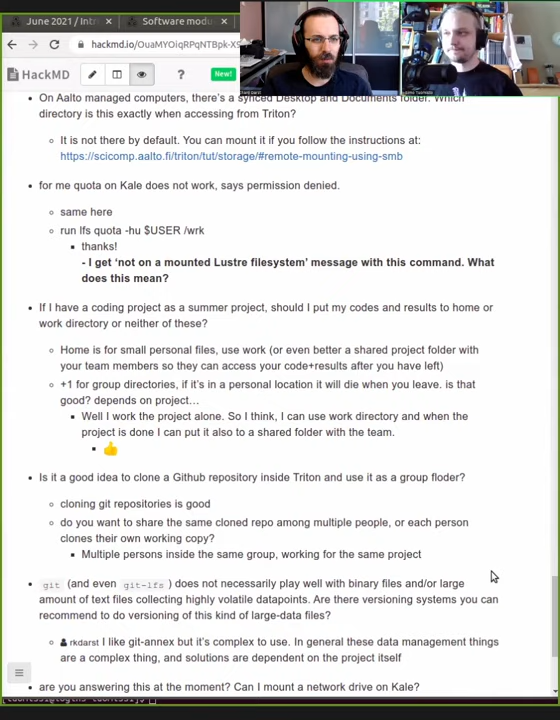 June 2021 / Intr
Software modu
hackmd.io/OuaMYOiqRPqNTBpk-XS
HackMD
?
New!
On Aalto managed computers, there's a synced Desktop and Documents folder. Which
directory is this exactly when accessing from Triton?
It is not there by default. You can mount it if you follow the instructions at:
https://scicomp.aalto.fi/triton/tut/storage/#remote-mounting-using-smb
for me quota on Kale does not work, says permission denied.
same here
run lfs quota -hu $USER /wrk
thanks!
- I get ‘not on a mounted Lustre filesystem’ message with this command. What
does this mean?
If I have a coding project as a summer project, should I put my codes and results to home or
work directory or neither of these?
Home is for small personal files, use work (or even better a shared project folder with
your team members so they can access your code+results after you have left)
+1 for group directories, if it's in a personal location it will die when you leave. is that
good? depends on project…
Well I work the project alone. So I think, I can use work directory and when the
project is done I can put it also to a shared folder with the team.
👍
Is it a good idea to clone a Github repository inside Triton and use it as a group floder?
cloning git repositories is good
do you want to share the same cloned repo among multiple people, or each person
clones their own working copy?
Multiple persons inside the same group, working for the same project
git (and even git-lfs) does not necessarily play well with binary files and/or large
amount of text files collecting highly volatile datapoints. Are there versioning systems you can
recommend to do versioning of this kind of large-data files?
rkdarst I like git-annex but it's complex to use. In general these data management things
are a complex thing, and solutions are dependent on the project itself
are you answering this at the moment? Can I mount a network drive on Kale?